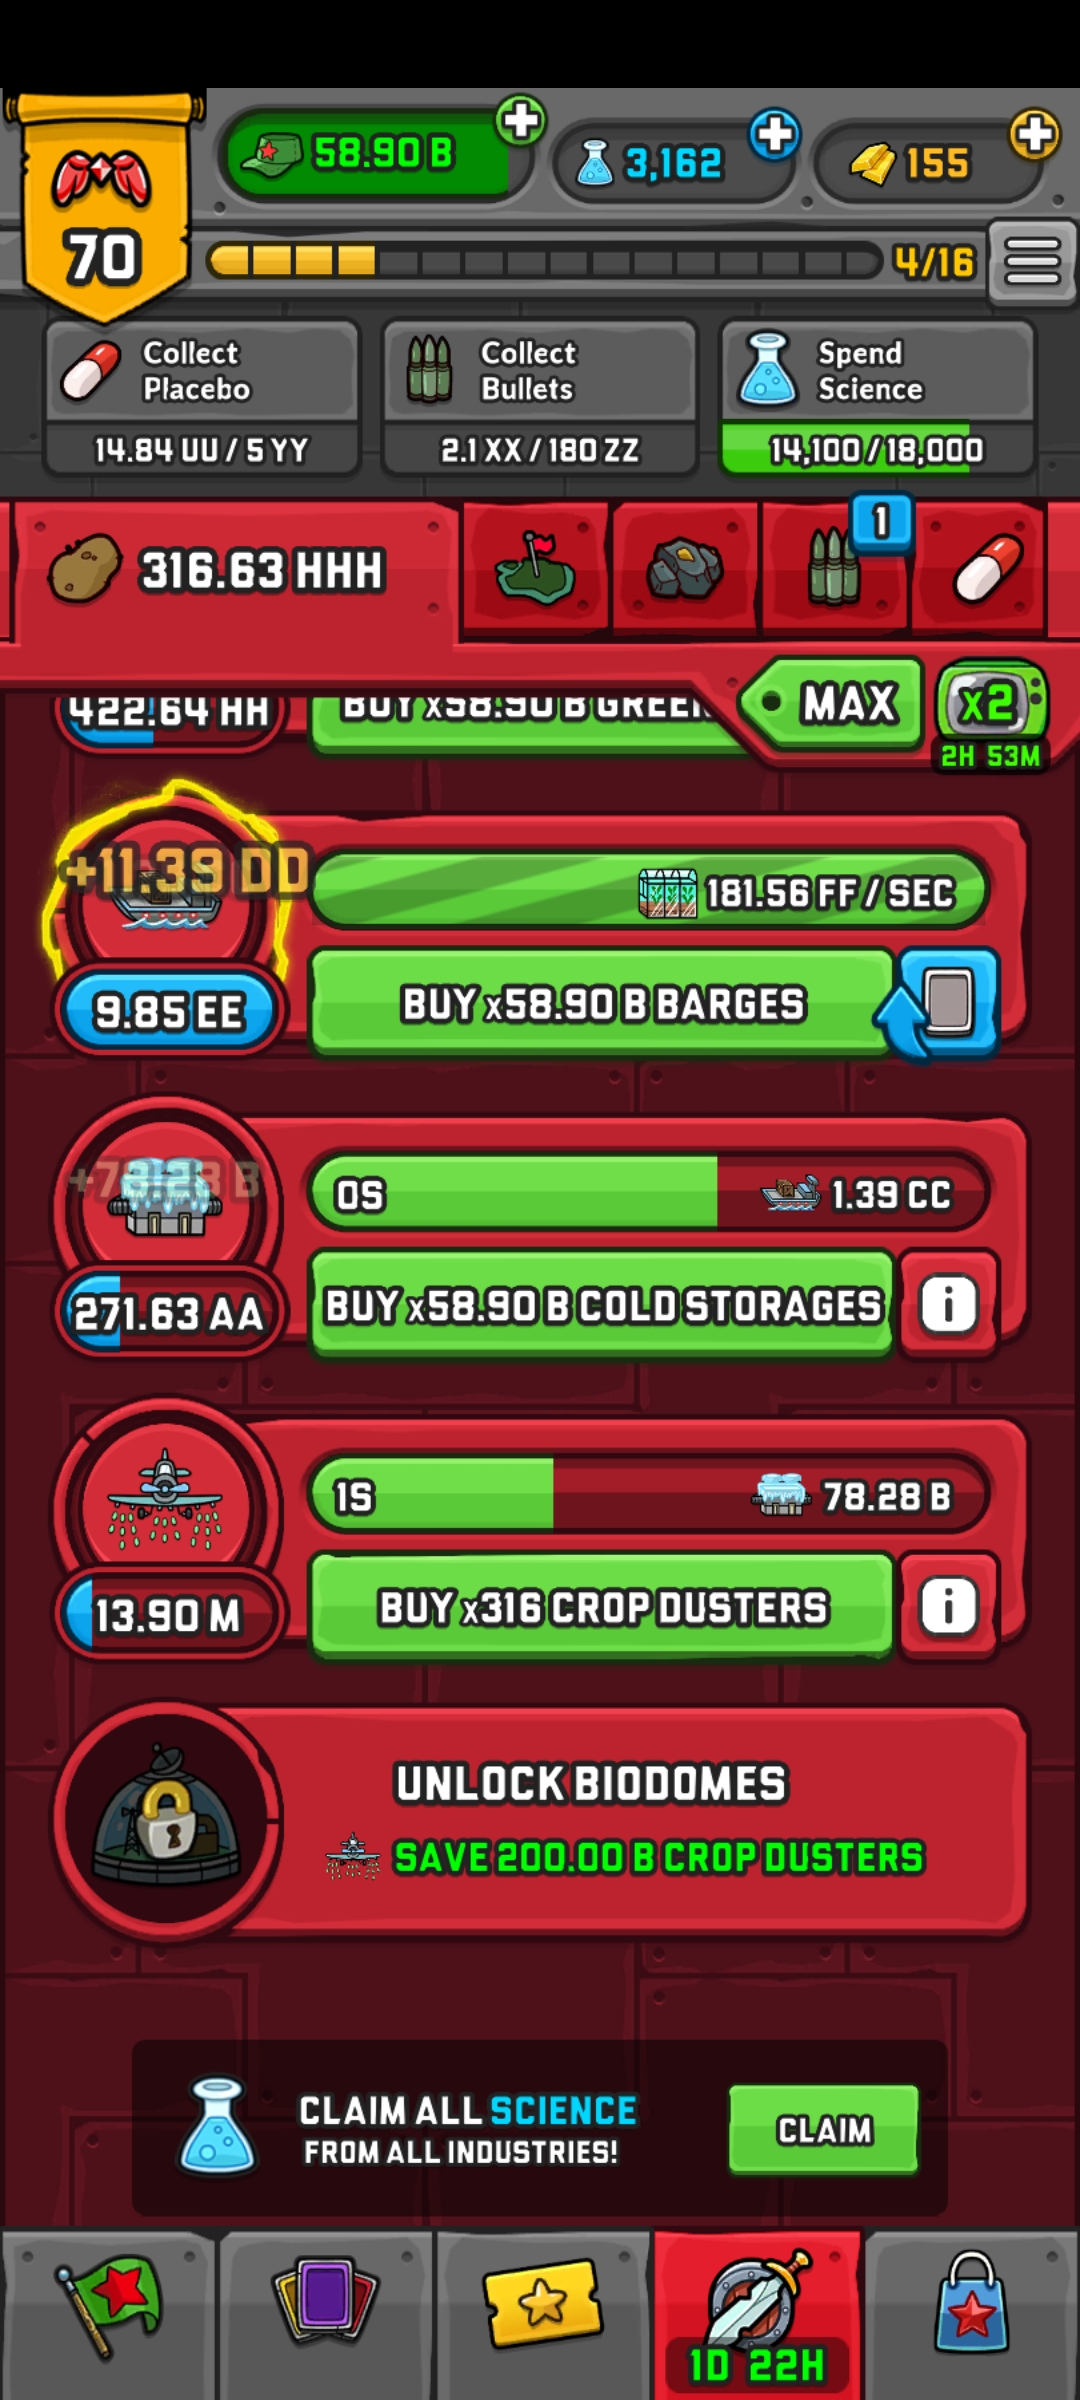 58.90 B
3,162
155
70
4/16
Collect
Placebo
14.84 UU / 5 YY
Collect
Bullets
2.1 XX / 180 ZZ
Spend
Science
14,100 / 18,000
316.63 HHH
1
MAX
x2
2H 53M
422.64 HH
BUY x58.90 B
+11.39 DD
181.56 FF / SEC
9.85 EE
BUY x58.90 B BARGES
+78.28 B
0S
1.39 CC
271.63 AA
BUY x58.90 B COLD STORAGES
i
1S
78.28 B
13.90 M
BUY x316 CROP DUSTERS
i
UNLOCK BIODOMES
SAVE 200.00 B CROP DUSTERS
CLAIM ALL SCIENCE
FROM ALL INDUSTRIES!
CLAIM
1D 22H